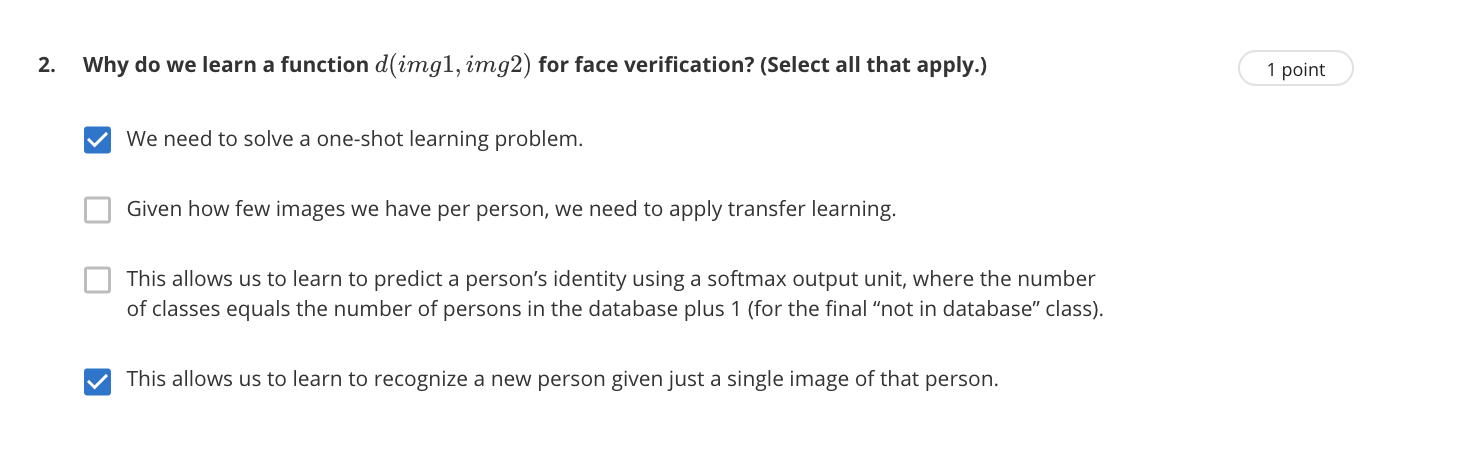 2. Why do we learn a function d(img1, img2) for face verification? (Select all that apply.)
1 point
We need to solve a one-shot learning problem.
Given how few images we have per person, we need to apply transfer learning.
This allows us to learn to predict a person’s identity using a softmax output unit, where the number
of classes equals the number of persons in the database plus 1 (for the final “not in database” class).
This allows us to learn to recognize a new person given just a single image of that person.